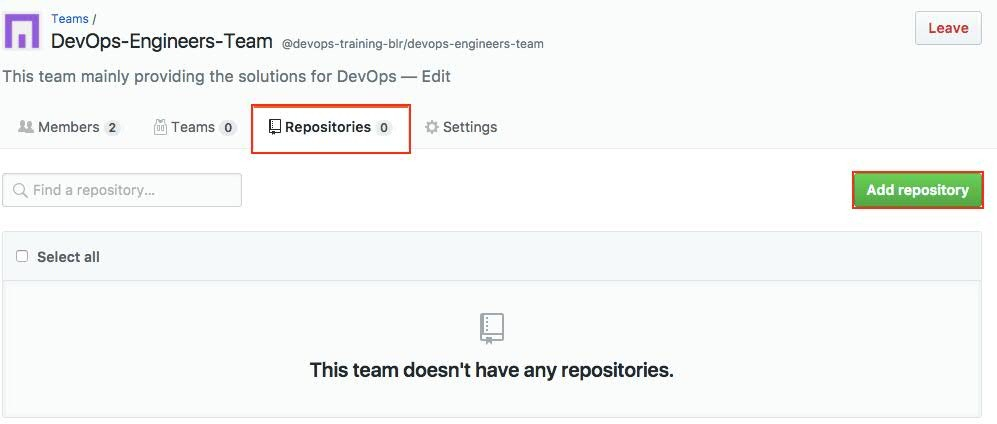 Teams /
DevOps-Engineers-Team @devops-training-blr/devops-engineers-team
Leave
This team mainly providing the solutions for DevOps — Edit
Members 2 Teams 0 Repositories 0 Settings
Find a repository...
Add repository
Select all
This team doesn't have any repositories.